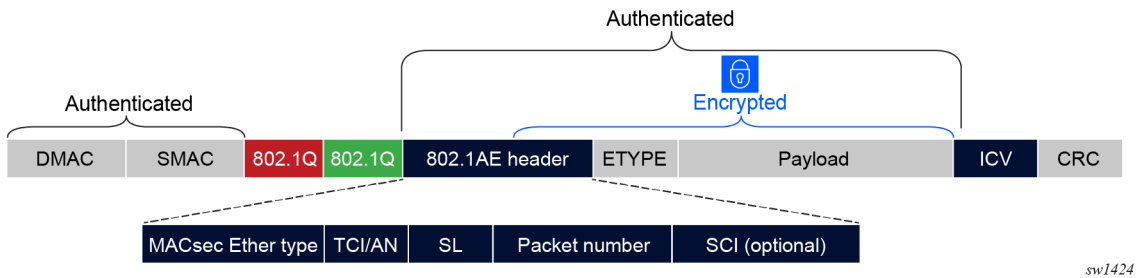 Authenticated
Encrypted
Authenticated
DMAC SMAC 802.1Q 802.1Q 802.1AE header ETYPE Payload ICV CRC
MACsec Ether type TCI/AN SL Packet number SCI (optional)
sw1424